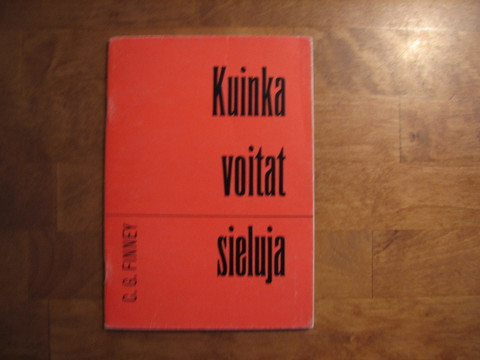 Kuinka
voitat
sieluja
C. G. FINNEY